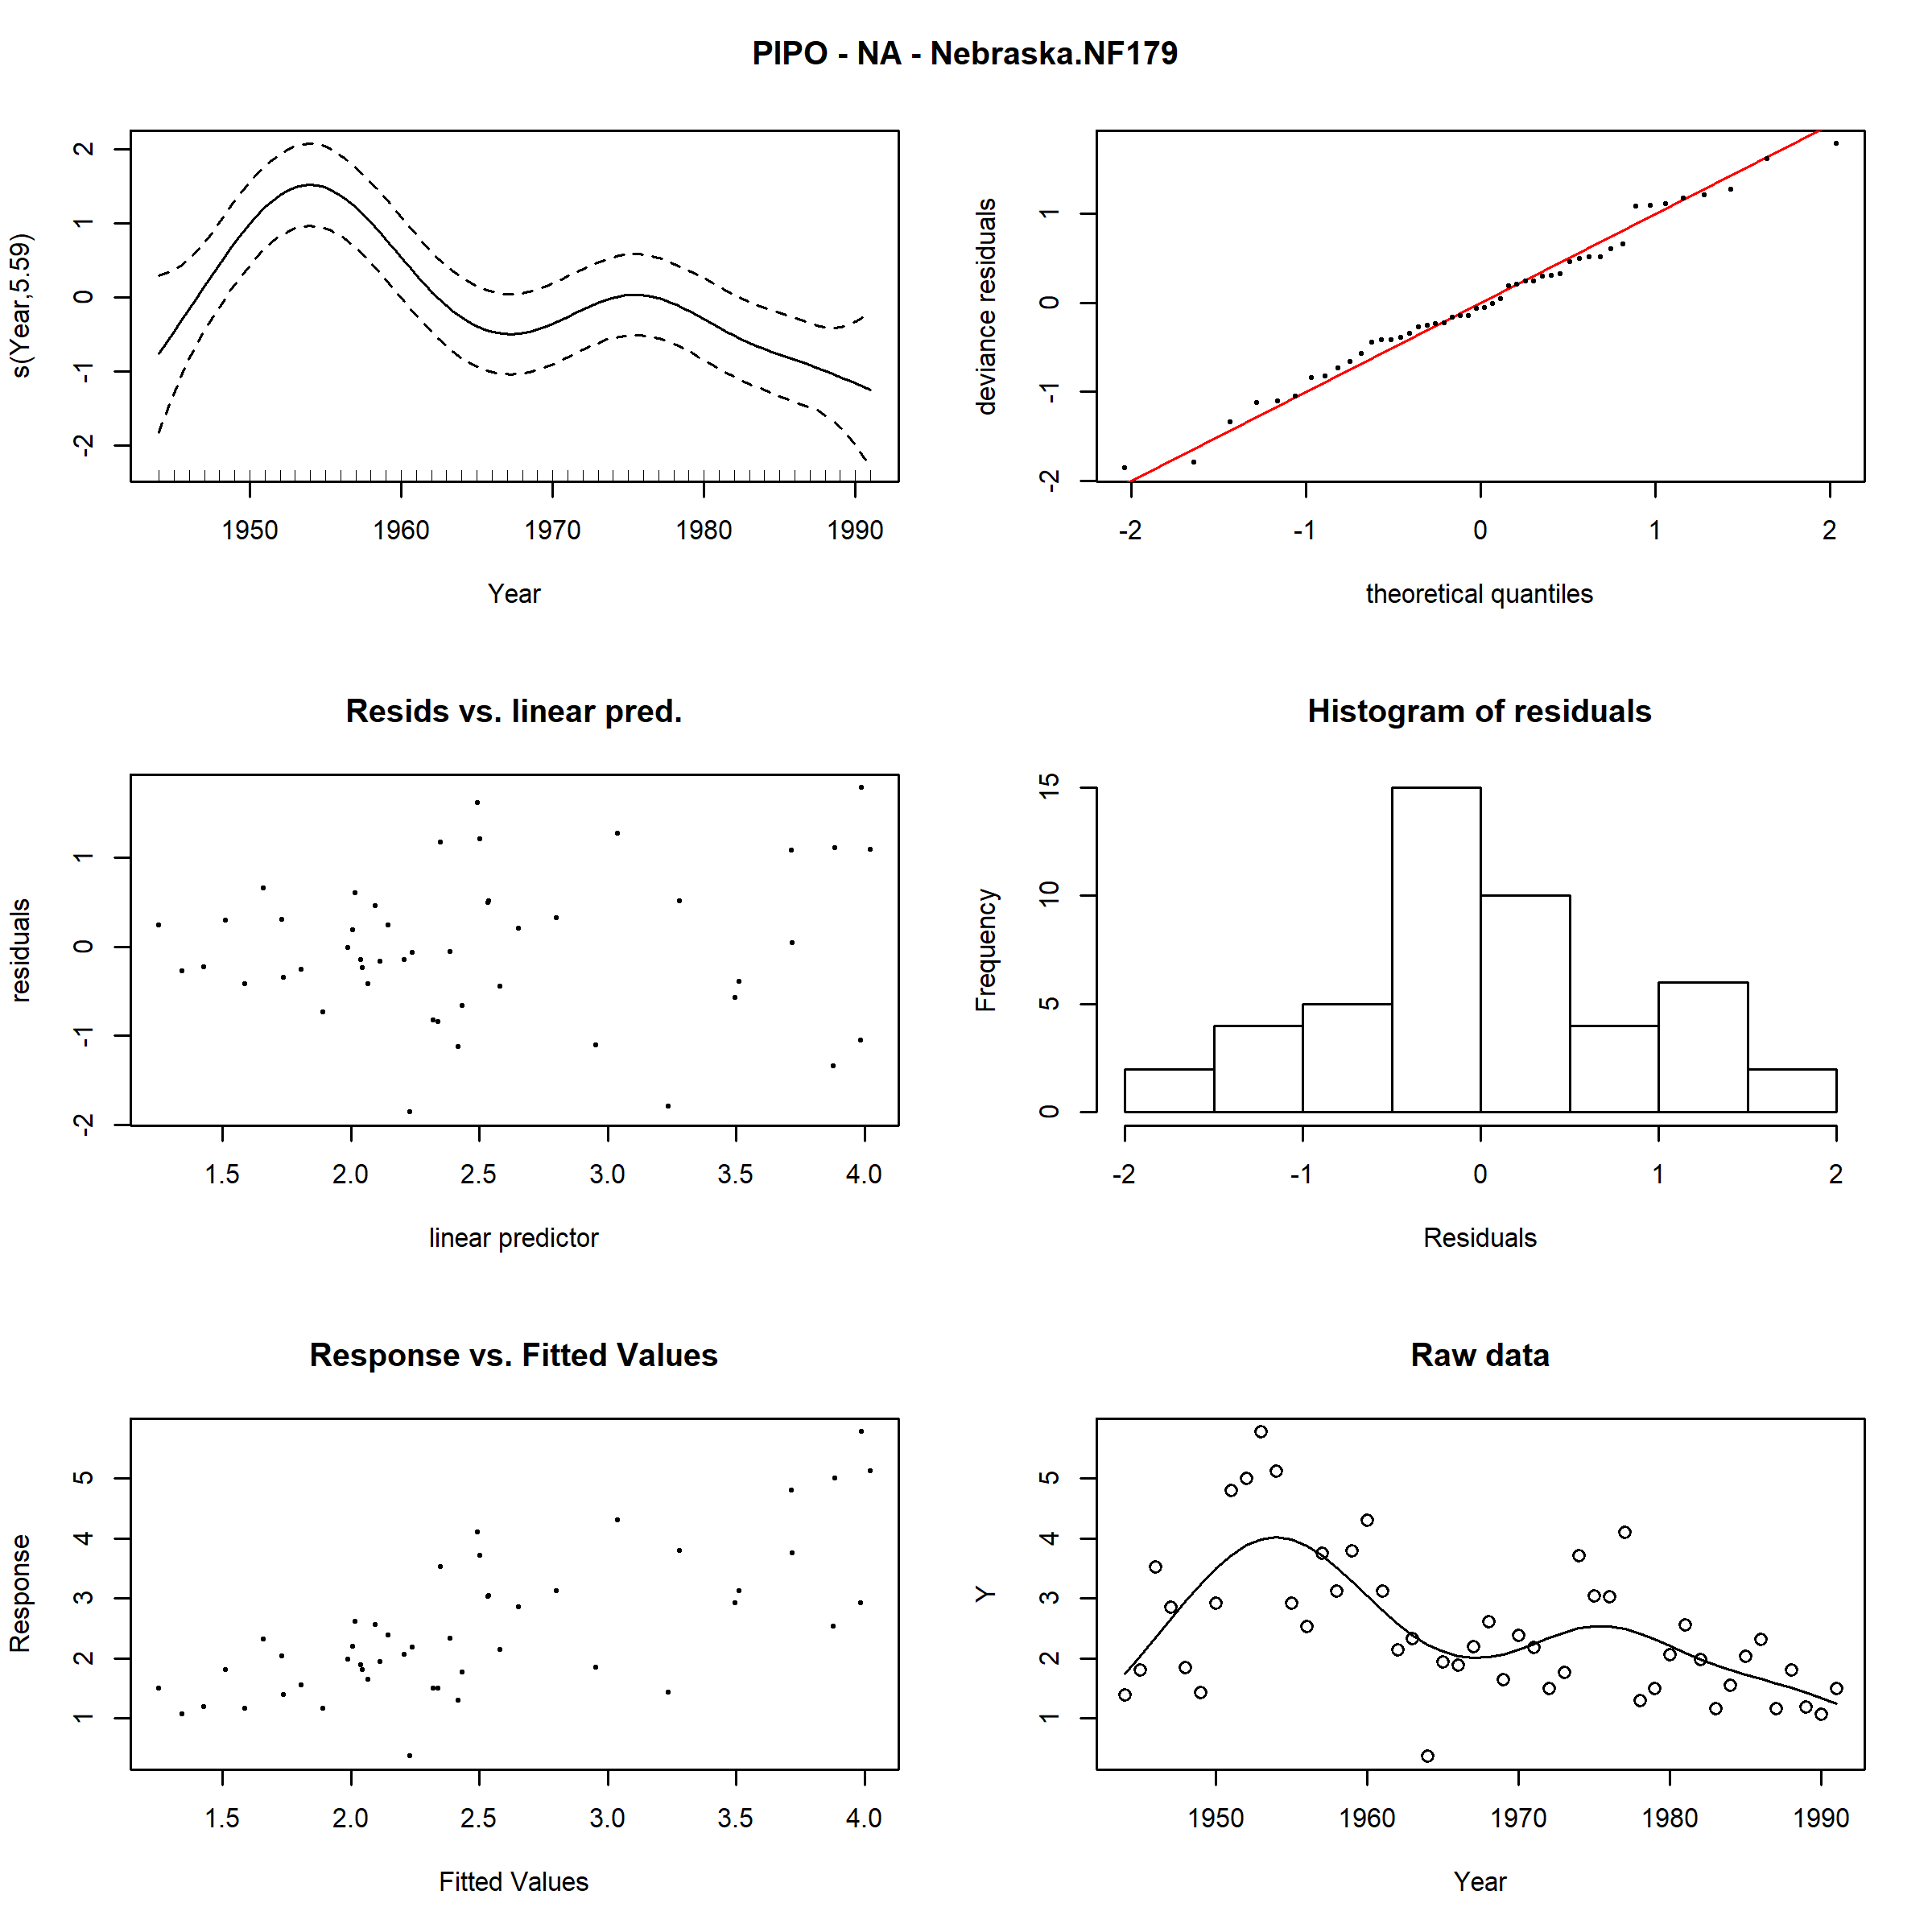 PIPO - NA - Nebraska.NF179
s(Year,5.59)
2
1
0
-1
-2
1950 1960 1970 1980 1990
Year
deviance residuals
1
0
-1
-2
-2 -1 0 1 2
theoretical quantiles
Resids vs. linear pred.
residuals
1
0
-1
-2
1.5 2.0 2.5 3.0 3.5 4.0
linear predictor
Histogram of residuals
Frequency
15
10
5
0
-2 -1 0 1 2
Residuals
Response vs. Fitted Values
Response
5
4
3
2
1
1.5 2.0 2.5 3.0 3.5 4.0
Fitted Values
Raw data
Y
5
4
3
2
1
1950 1960 1970 1980 1990
Year